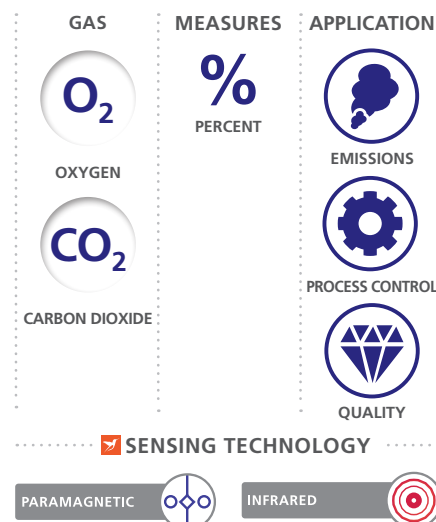 GAS
O₂
OXYGEN
CO₂
CARBON DIOXIDE
MEASURES
%
PERCENT
APPLICATION
EMISSIONS
PROCESS CONTROL
QUALITY
SENSING TECHNOLOGY
PARAMAGNETIC
INFRARED